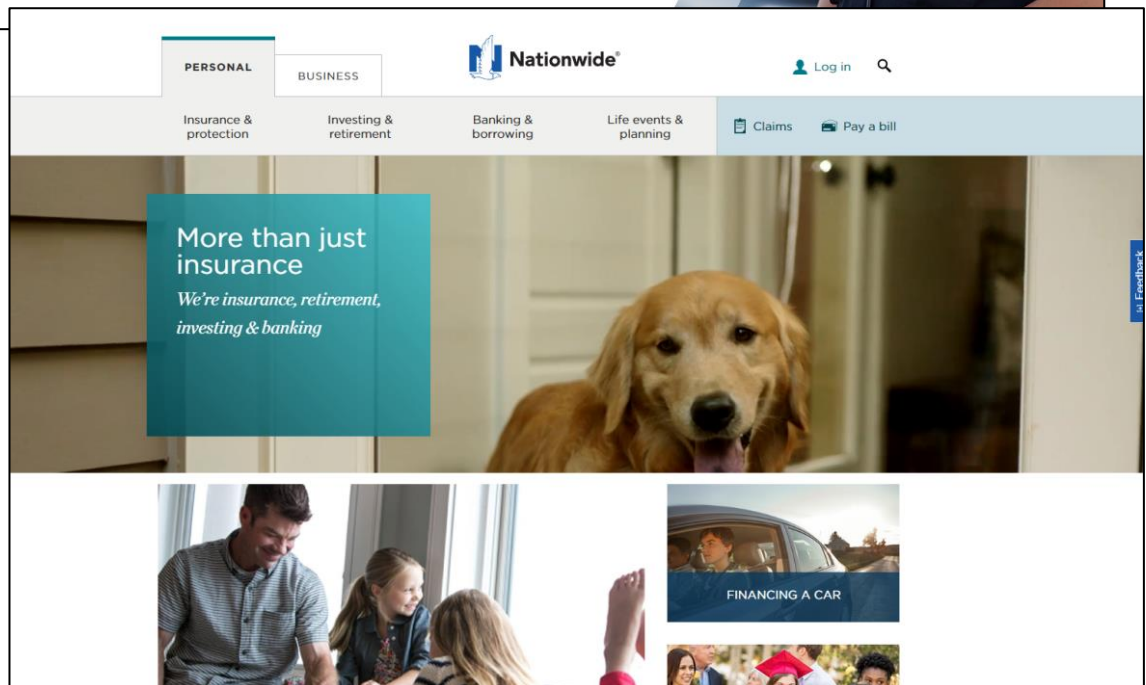 PERSONAL
BUSINESS
Nationwide®
Log in
Insurance &
protection
Investing &
retirement
Banking &
borrowing
Life events &
planning
Claims
Pay a bill
More than just
insurance
We're insurance, retirement,
investing & banking
Feedback
FINANCING A CAR